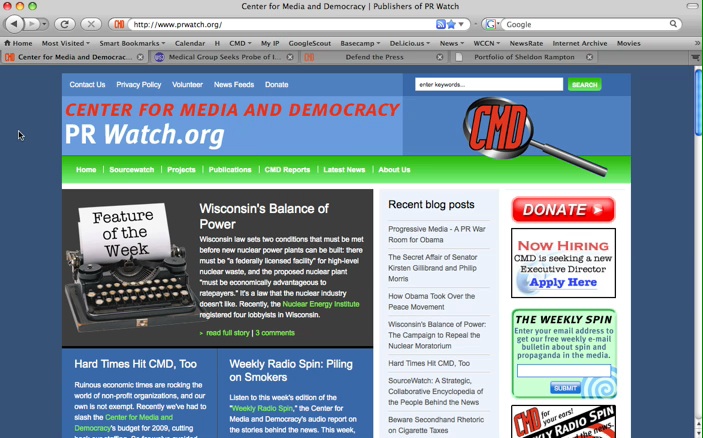 Center for Media and Democracy | Publishers of PR Watch
http://www.prwatch.org/
Google
Home Most Visited Smart Bookmarks Calendar H CMD My IP GoogleScout Basecamp Del.icio.us News WCCN NewsRate Internet Archive Movies
Center for Media and Democrac... Medical Group Seeks Probe of I... Defend the Press Portfolio of Sheldon Rampton
Contact Us Privacy Policy Volunteer News Feeds Donate
enter keywords... SEARCH
CENTER FOR MEDIA AND DEMOCRACY
PR Watch.org
CMD
Home Sourcewatch Projects Publications CMD Reports Latest News About Us
Feature
of the
Week
Wisconsin's Balance of
Power
Wisconsin law sets two conditions that must be met
before new nuclear power plants can be built: there
must be "a federally licensed facility" for high-level
nuclear waste, and the proposed nuclear plant
"must be economically advantageous to
ratepayers." It's a law that the nuclear industry
doesn't like. Recently, the Nuclear Energy Institute
registered four lobbyists in Wisconsin.
read full story | 3 comments
Hard Times Hit CMD, Too
Ruinous economic times are rocking the
world of non-profit organizations, and our
own is not exempt. Recently we've had to
slash the Center for Media and
Democracy's budget for 2009, cutting
Weekly Radio Spin: Piling
on Smokers
Listen to this week's edition of the
"Weekly Radio Spin," the Center for
Media and Democracy's audio report on
the stories behind the news. This week,
Recent blog posts
Progressive Media - A PR War
Room for Obama
The Secret Affair of Senator
Kirsten Gillibrand and Philip
Morris
How Obama Took Over the
Peace Movement
Wisconsin's Balance of Power:
The Campaign to Repeal the
Nuclear Moratorium
Hard Times Hit CMD, Too
SourceWatch: A Strategic,
Collaborative Encyclopedia of
the People Behind the News
Beware Secondhand Rhetoric
on Cigarette Taxes
DONATE
Now Hiring
CMD is seeking a new
Executive Director
Apply Here
THE WEEKLY SPIN
Enter your email address to
get our free weekly e-mail
bulletin about spin and
propaganda in the media.
SUBMIT
CMD for your ears!
WEEKLY RADIO SPIN